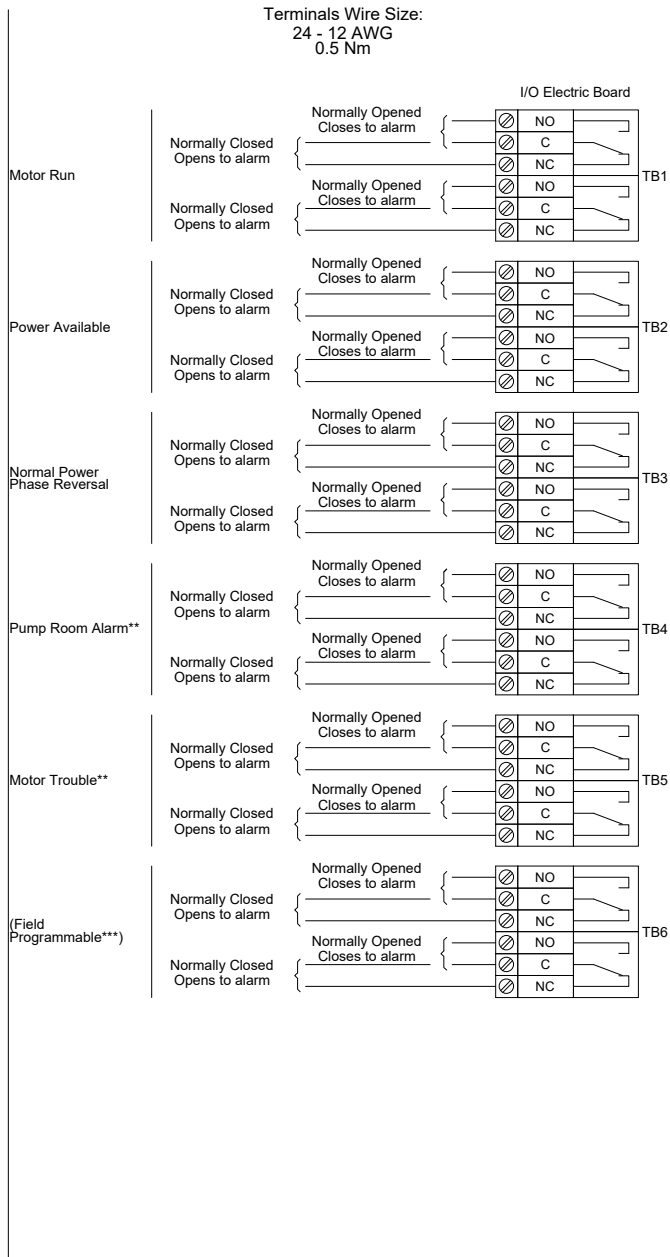 Terminals Wire Size:
24 - 12 AWG
0.5 Nm
I/O Electric Board
Motor Run
Normally Opened
Closes to alarm
Normally Closed
Opens to alarm
Normally Opened
Closes to alarm
Normally Closed
Opens to alarm
NO
C
NC
NO
C
NC
TB1
Power Available
Normally Opened
Closes to alarm
Normally Closed
Opens to alarm
Normally Opened
Closes to alarm
Normally Closed
Opens to alarm
NO
C
NC
NO
C
NC
TB2
Normal Power
Phase Reversal
Normally Opened
Closes to alarm
Normally Closed
Opens to alarm
Normally Opened
Closes to alarm
Normally Closed
Opens to alarm
NO
C
NC
NO
C
NC
TB3
Pump Room Alarm**
Normally Opened
Closes to alarm
Normally Closed
Opens to alarm
Normally Opened
Closes to alarm
Normally Closed
Opens to alarm
NO
C
NC
NO
C
NC
TB4
Motor Trouble**
Normally Opened
Closes to alarm
Normally Closed
Opens to alarm
Normally Opened
Closes to alarm
Normally Closed
Opens to alarm
NO
C
NC
NO
C
NC
TB5
(Field
Programmable***)
Normally Opened
Closes to alarm
Normally Closed
Opens to alarm
Normally Opened
Closes to alarm
Normally Closed
Opens to alarm
NO
C
NC
NO
C
NC
TB6